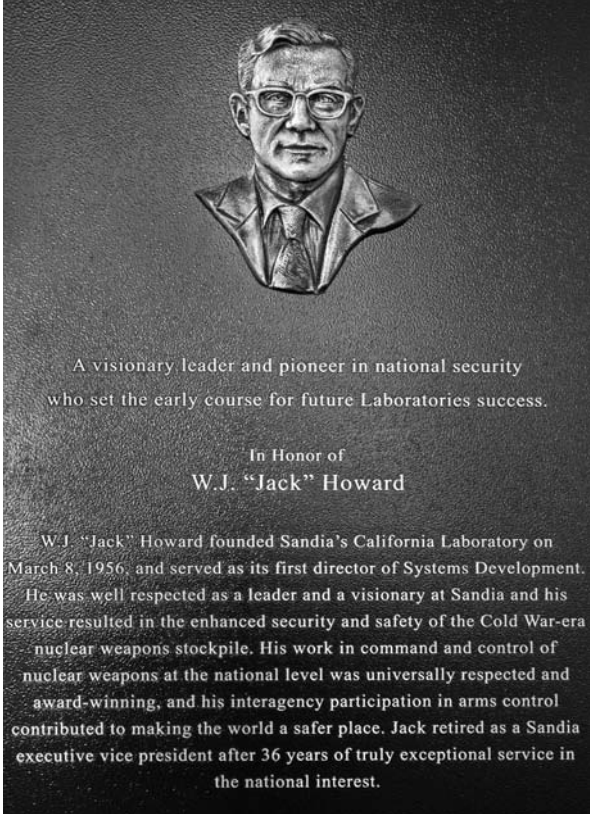 A visionary leader and pioneer in national security
who set the early course for future Laboratories success.
In Honor of
W.J. “Jack” Howard
W.J. “Jack” Howard founded Sandia’s California Laboratory on
March 8, 1956, and served as its first director of Systems Development.
He was well respected as a leader and a visionary at Sandia and his
service resulted in the enhanced security and safety of the Cold War-era
nuclear weapons stockpile. His work in command and control of
nuclear weapons at the national level was universally respected and
award-winning, and his interagency participation in arms control
contributed to making the world a safer place. Jack retired as a Sandia
executive vice president after 36 years of truly exceptional service in
the national interest.